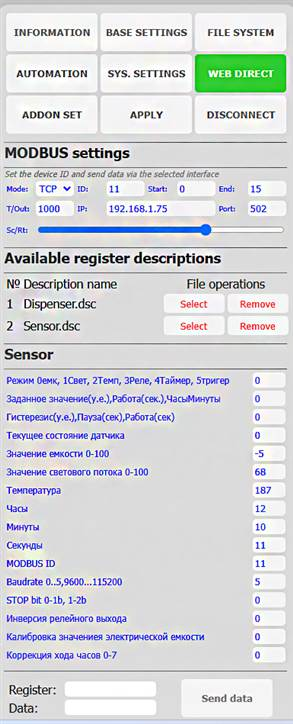 INFORMATION BASE SETTINGS FILE SYSTEM
AUTOMATION SYS. SETTINGS WEB DIRECT
ADDON SET APPLY DISCONNECT
MODBUS settings
Set the device ID and send data via the selected interface
Mode: TCP ID: 11 Start: 0 End: 15
T/Out: 1000 IP: 192.168.1.75 Port: 502
Sc/Rt:
Available register descriptions
Nº Description name File operations
1 Dispenser.dsc Select Remove
2 Sensor.dsc Select Remove
Sensor
Режим 0емк, 1Свет, 2Темп, 3Реле, 4Таймер, 5тригер 0
Заданное значение(у.е.),Работа(сек.),ЧасыМинуты 0
Гистерезис(у.е.),Пауза(сек),Работа(сек) 0
Текущее состояние датчика 0
Значение емкости 0-100 -5
Значение светового потока 0-100 68
Температура 187
Часы 12
Минуты 10
Секунды 11
MODBUS ID 11
Baudrate 0..5,9600...115200 5
STOP bit 0-1b, 1-2b 0
Инверсия релейного выхода 0
Калибровка значениея электрической емкости 0
Коррекция хода часов 0-7 0
Register:
Data:
Send data